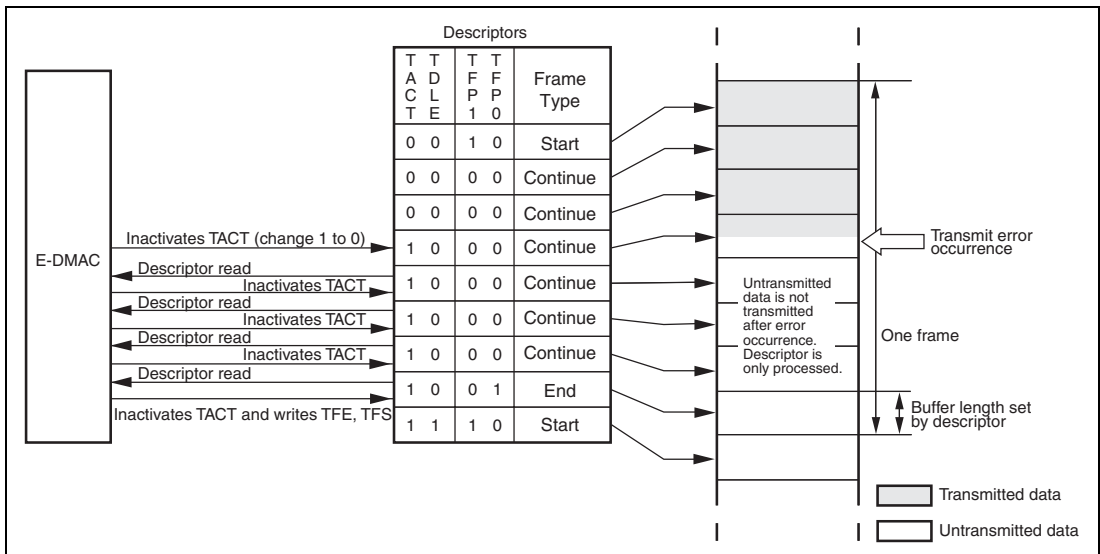 Descriptors
TACT TDLE TFP1 TFP0 Frame Type
0 0 1 0 Start
0 0 0 0 Continue
0 0 0 0 Continue
1 0 0 0 Continue
1 0 0 0 Continue
1 0 0 0 Continue
1 0 0 0 Continue
1 0 0 1 End
1 1 1 0 Start
E-DMAC
Inactivates TACT (change 1 to 0)
Descriptor read
Inactivates TACT
Descriptor read
Inactivates TACT
Descriptor read
Inactivates TACT
Descriptor read
Inactivates TACT and writes TFE, TFS
Untransmitted
data is not
transmitted
after error
occurrence.
Descriptor is
only processed.
Transmit error
occurrence
One frame
Buffer length set
by descriptor
Transmitted data
Untransmitted data